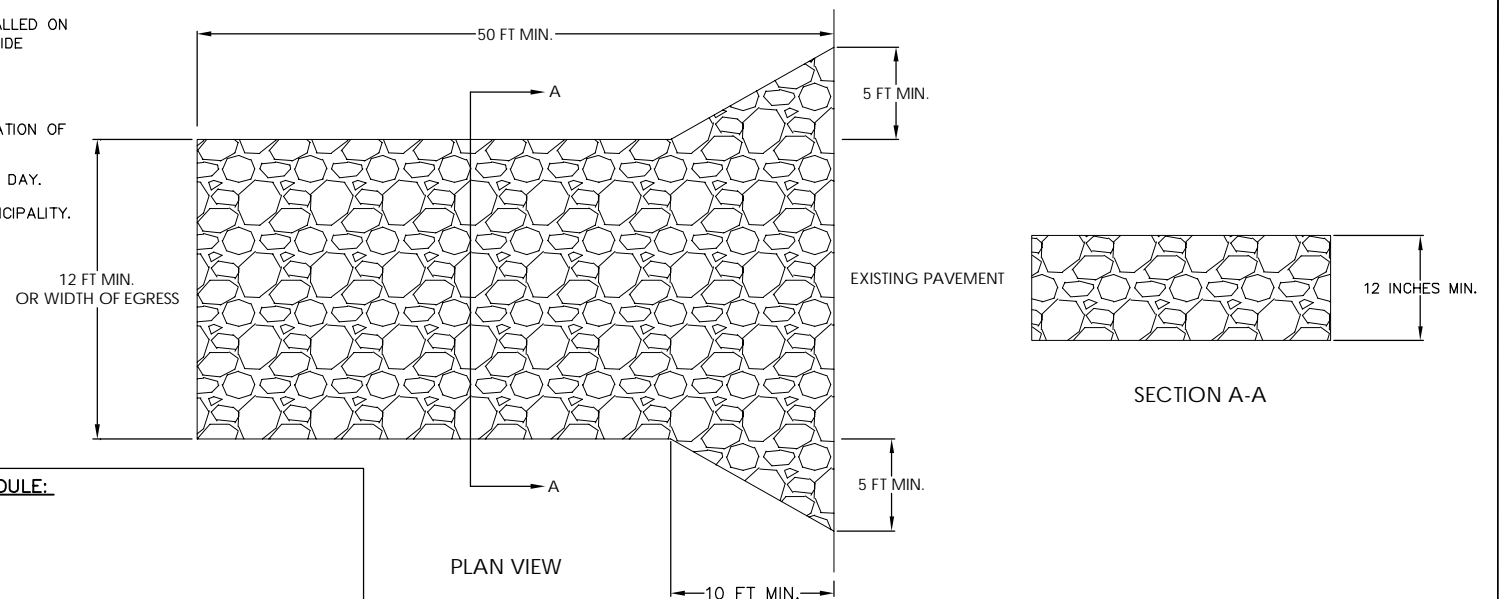 ALLED ON
IDE
ATION OF
DAY.
ICIPALITY.
50 FT MIN.
A
5 FT MIN.
12 FT MIN.
OR WIDTH OF EGRESS
EXISTING PAVEMENT
12 INCHES MIN.
SECTION A-A
5 FT MIN.
A
DULE:
PLAN VIEW
10 FT MIN.